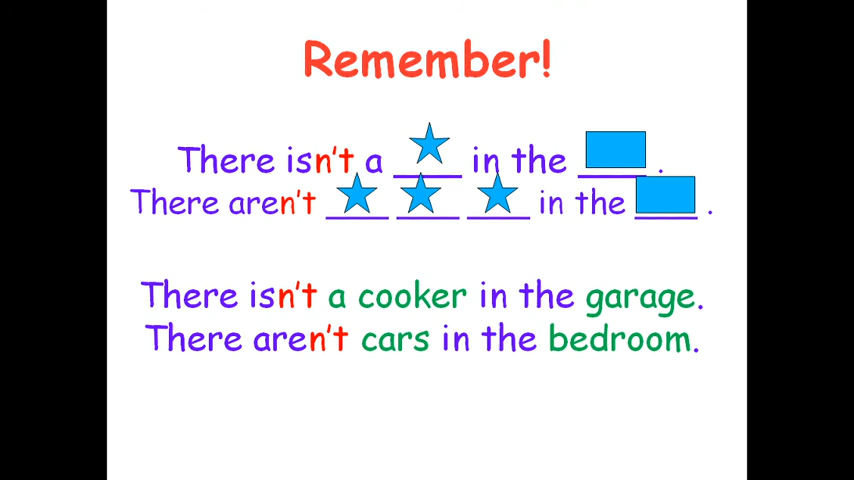 Remember!
There isn't a ____ in the ____ .
There aren't ____ ____ ____ in the ____ .
There isn't a cooker in the garage.
There aren't cars in the bedroom.